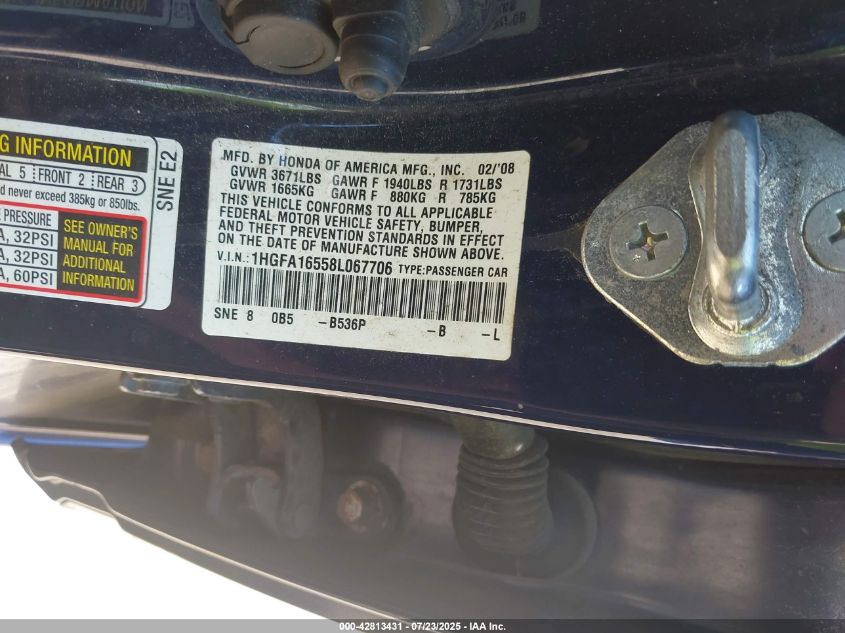 G INFORMATION
AL 5 FRONT 2 REAR 3
d never exceed 385kg or 850lbs.
PRESSURE
A, 32PSI
A, 32PSI
A, 60PSI
SEE OWNER'S
MANUAL FOR
ADDITIONAL
INFORMATION
SNE E2
MFD. BY HONDA OF AMERICA MFG., INC. 02/'08
GVWR 3671LBS GAWR F 1940LBS R 1731LBS
GVWR 1665KG GAWR F 880KG R 785KG
THIS VEHICLE CONFORMS TO ALL APPLICABLE
FEDERAL MOTOR VEHICLE SAFETY, BUMPER,
AND THEFT PREVENTION STANDARDS IN EFFECT
ON THE DATE OF MANUFACTURE SHOWN ABOVE.
V.I.N.: 1HGFA16558L067706 TYPE:PASSENGER CAR
SNE 8 0B5 -B536P -B -L
000-42813431 - 07/23/2025 - IAA Inc.